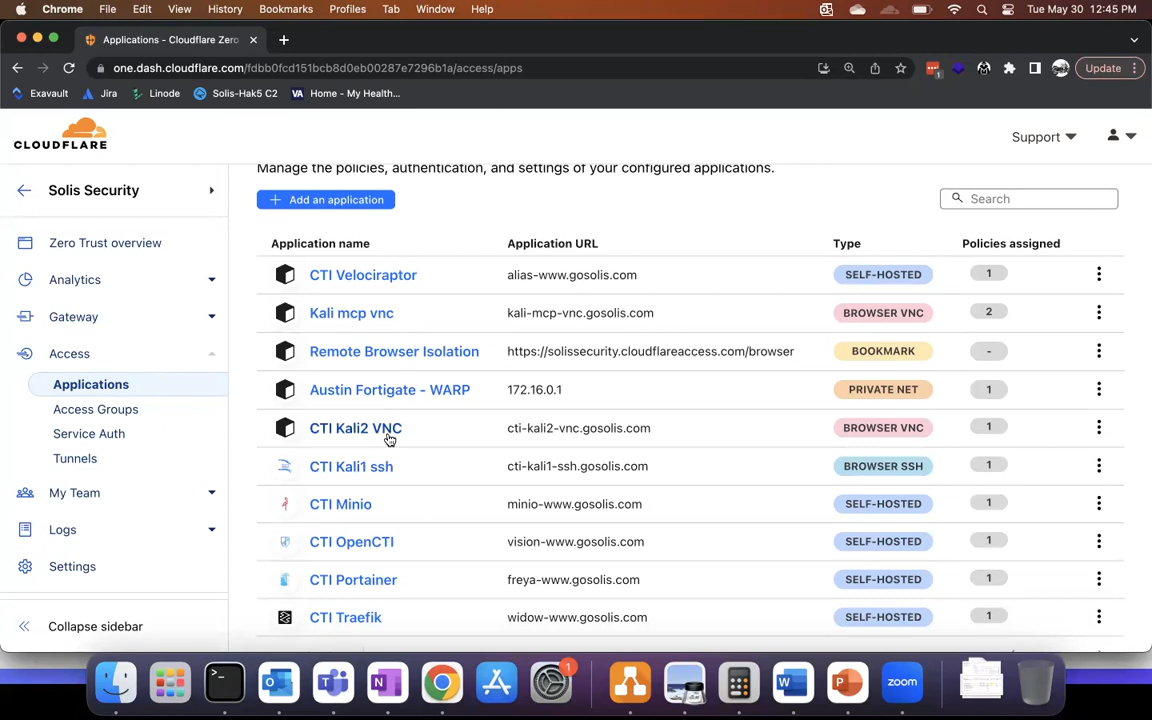 Chrome File Edit View History Bookmarks Profiles Tab Window Help Tue May 30 12:45 PM
Applications - Cloudflare Zero
one.dash.cloudflare.com/fdbb0fcd151bcb8d0eb00287e7296b1a/access/apps 1 Update
Exavault Jira Linode Solis-Hak5 C2 VA Home - My Health...
CLOUDFLARE Support
Solis Security
Zero Trust overview
Analytics
Gateway
Access
Applications
Access Groups
Service Auth
Tunnels
My Team
Logs
Settings
Collapse sidebar
Manage the policies, authentication, and settings of your configured applications.
+ Add an application Search
Application name Application URL Type Policies assigned
CTI Velociraptor alias-www.gosolis.com SELF-HOSTED 1
Kali mcp vnc kali-mcp-vnc.gosolis.com BROWSER VNC 2
Remote Browser Isolation https://solissecurity.cloudflareaccess.com/browser BOOKMARK -
Austin Fortigate - WARP 172.16.0.1 PRIVATE NET 1
CTI Kali2 VNC cti-kali2-vnc.gosolis.com BROWSER VNC 1
CTI Kali1 ssh cti-kali1-ssh.gosolis.com BROWSER SSH 1
CTI Minio minio-www.gosolis.com SELF-HOSTED 1
CTI OpenCTI vision-www.gosolis.com SELF-HOSTED 1
CTI Portainer freya-www.gosolis.com SELF-HOSTED 1
CTI Traefik widow-www.gosolis.com SELF-HOSTED 1
1
zoom